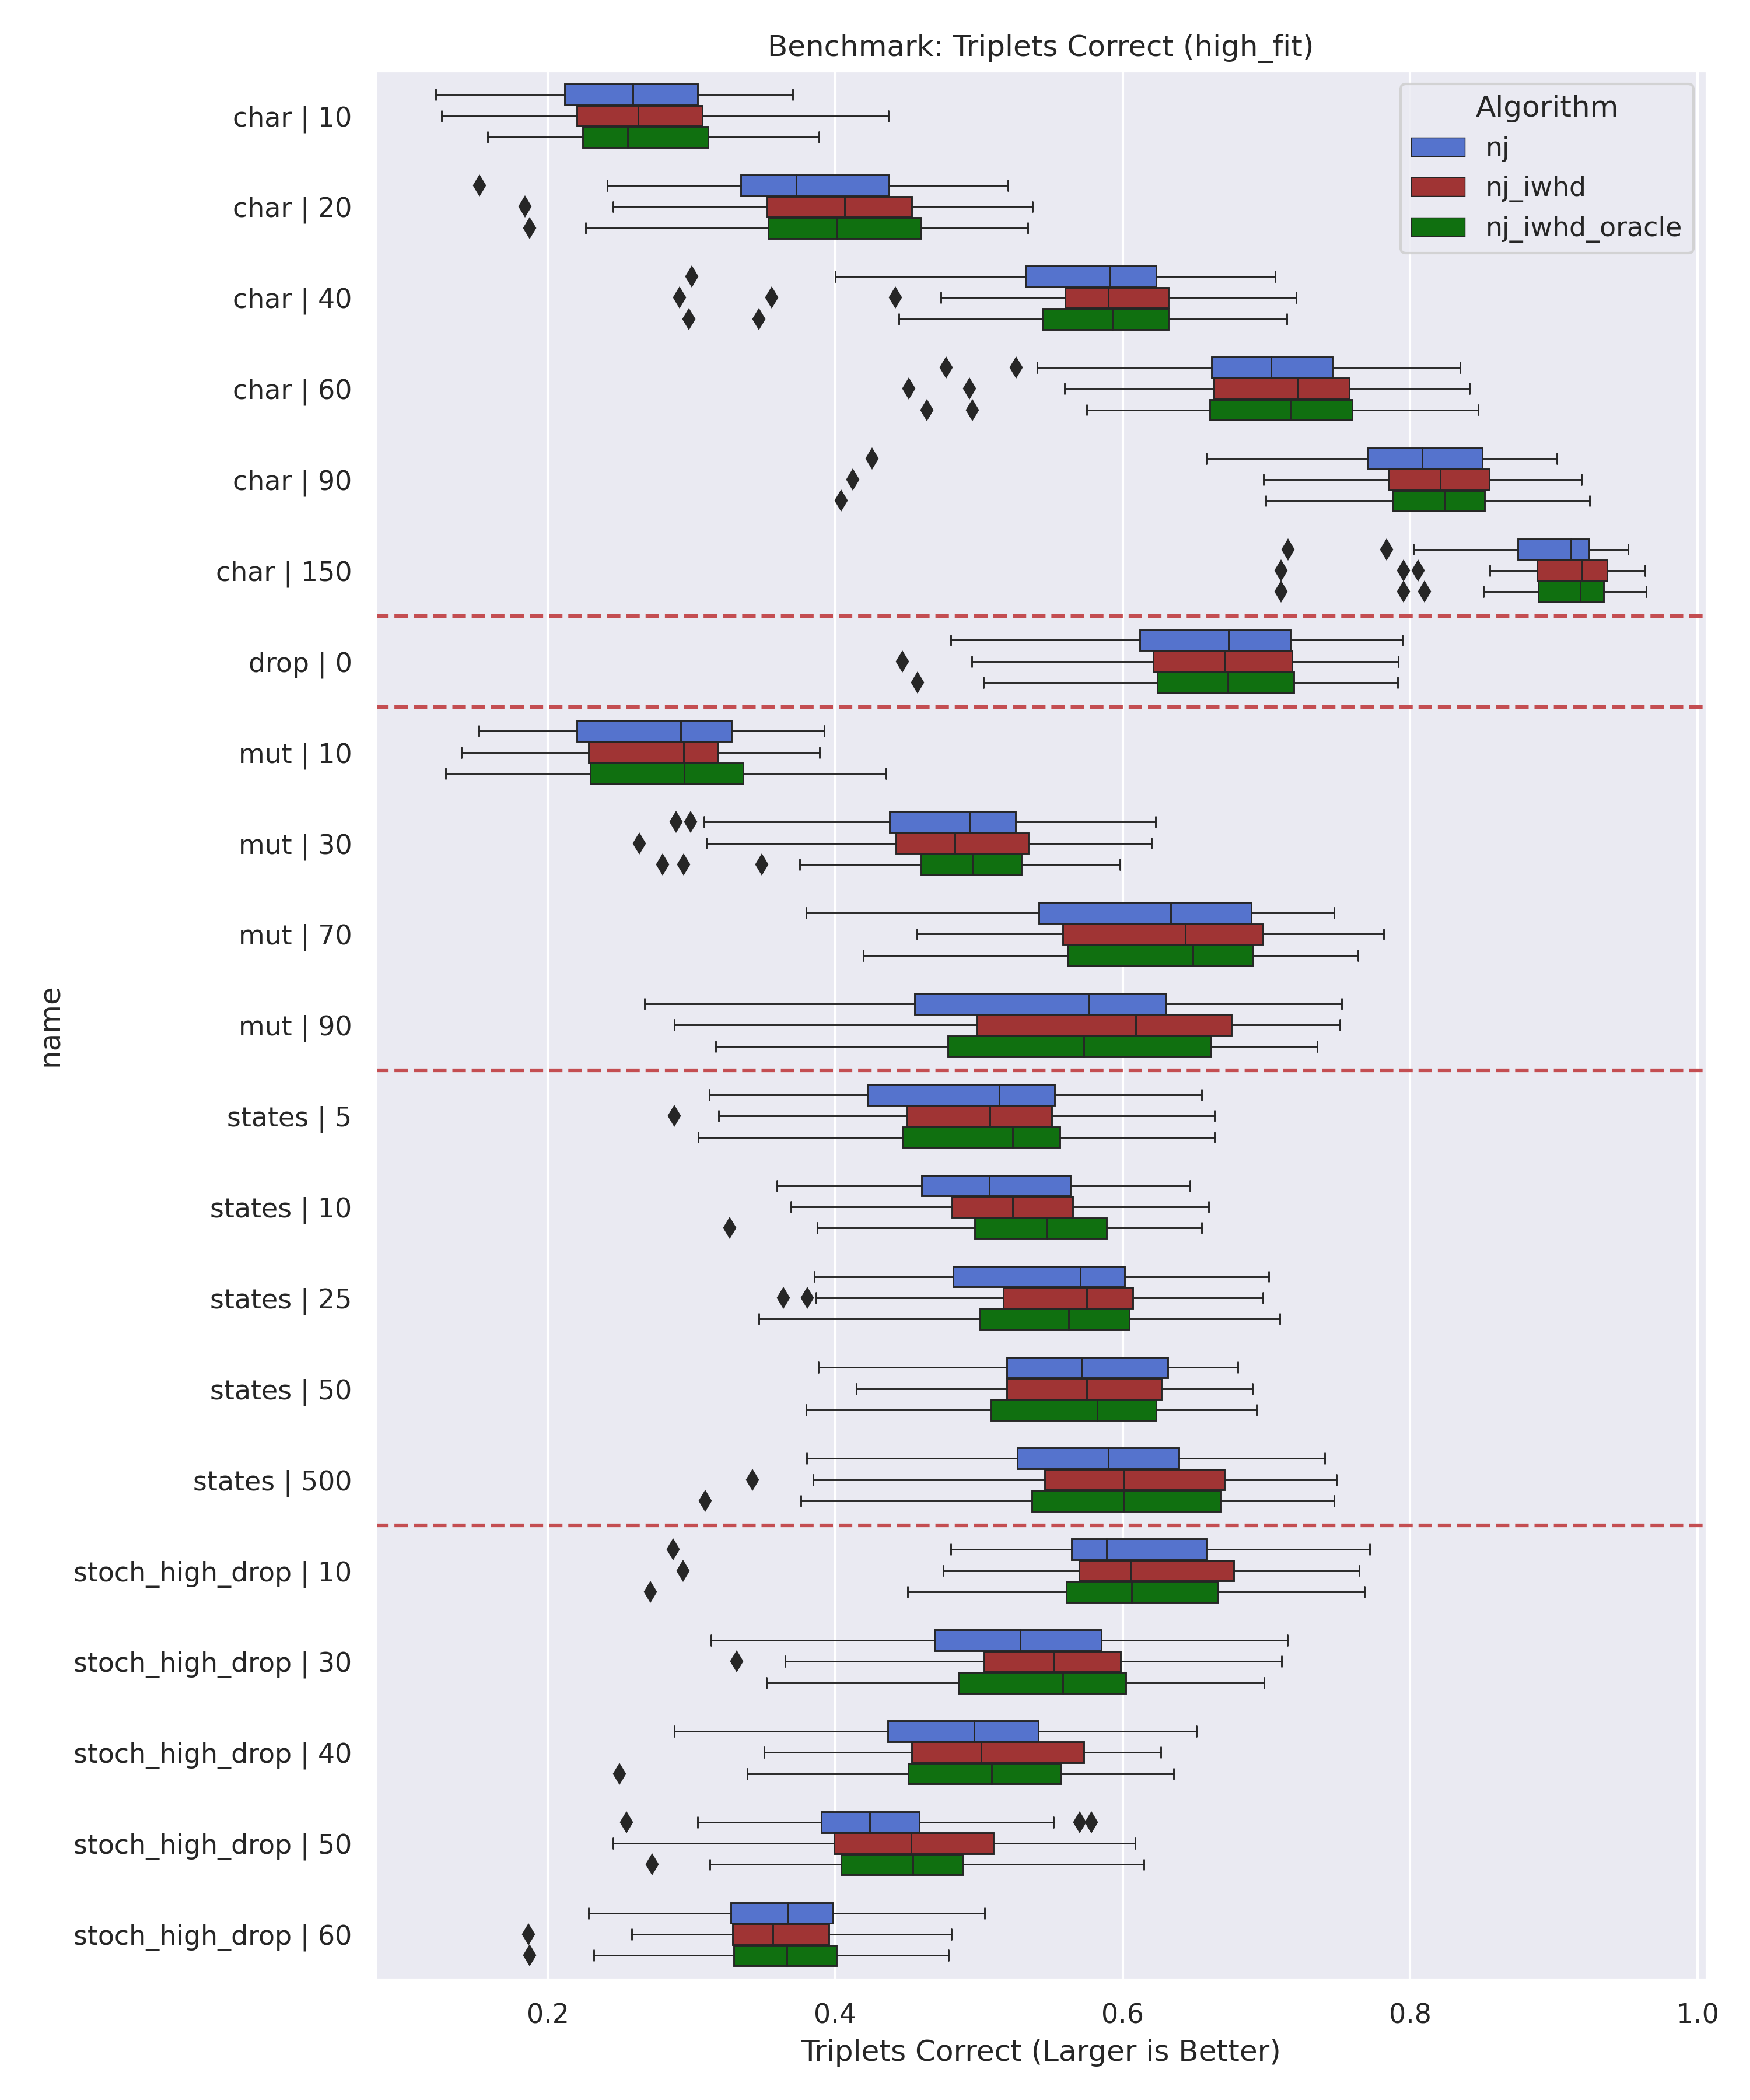 Benchmark: Triplets Correct (high_fit)
Algorithm
nj
nj_iwhd
nj_iwhd_oracle
name
char | 10
char | 20
char | 40
char | 60
char | 90
char | 150
drop | 0
mut | 10
mut | 30
mut | 70
mut | 90
states | 5
states | 10
states | 25
states | 50
states | 500
stoch_high_drop | 10
stoch_high_drop | 30
stoch_high_drop | 40
stoch_high_drop | 50
stoch_high_drop | 60
0.2 0.4 0.6 0.8 1.0
Triplets Correct (Larger is Better)